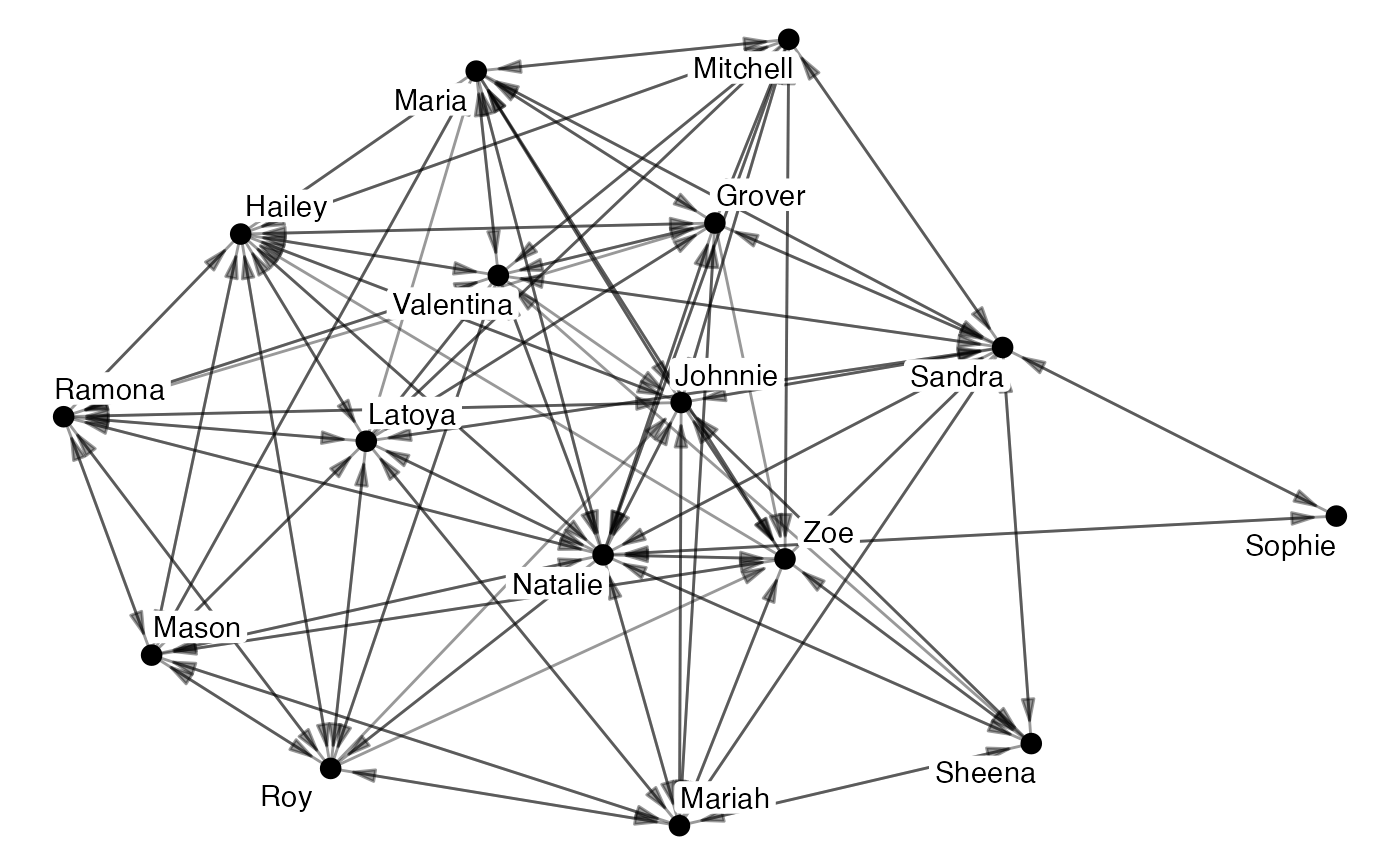 Mitchell
Maria
Grover
Hailey
Valentina
Johnnie
Sandra
Ramona
Latoya
Zoe
Sophie
Natalie
Mason
Sheena
Roy
Mariah